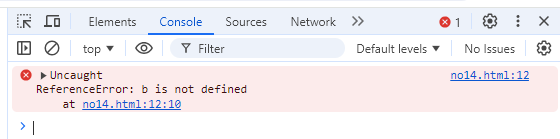 Elements Console Sources Network » 1
top Filter Default levels No Issues
Uncaught no14.html:12
ReferenceError: b is not defined
at no14.html:12:10
>